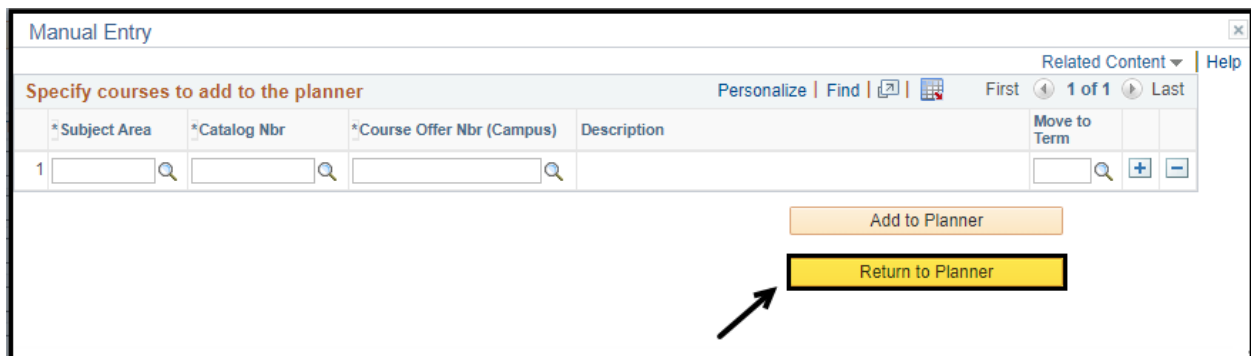 Manual Entry
Related Content | Help
Specify courses to add to the planner Personalize | Find | | First 1 of 1 Last
*Subject Area *Catalog Nbr *Course Offer Nbr (Campus) Description Move to Term
1
Add to Planner
Return to Planner